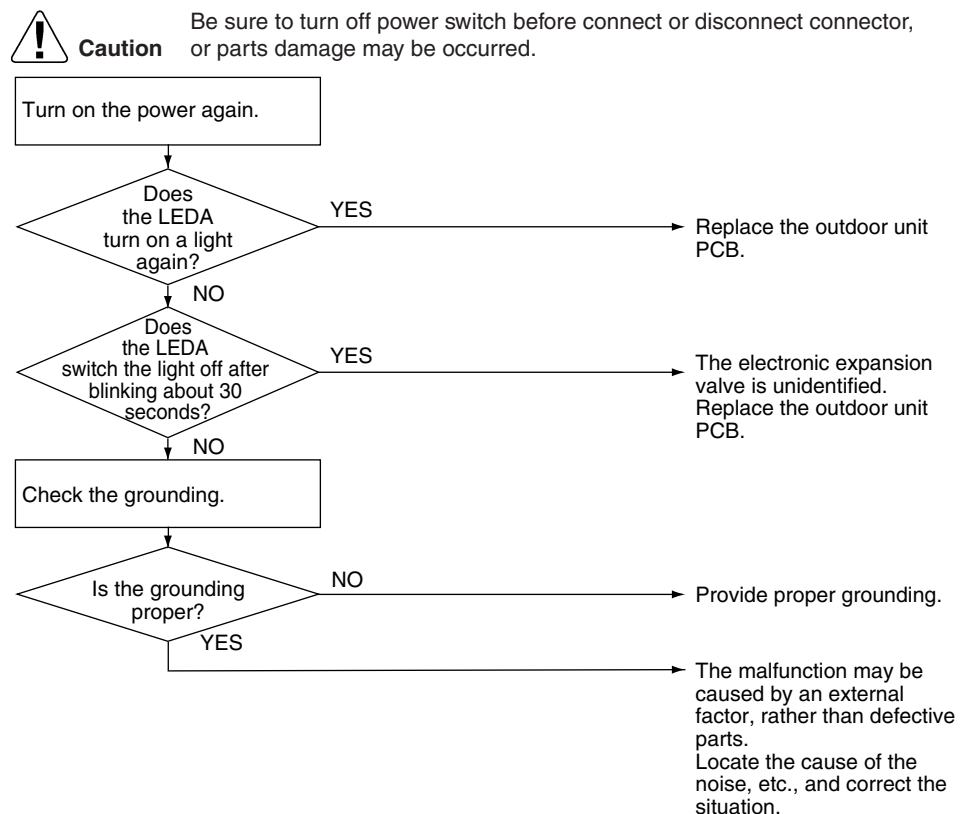 Be sure to turn off power switch before connect or disconnect connector,
Caution or parts damage may be occurred.
Turn on the power again.
Does
the LEDA
turn on a light
again?
YES
Replace the outdoor unit
PCB.
NO
Does
the LEDA
switch the light off after
blinking about 30
seconds?
YES
The electronic expansion
valve is unidentified.
Replace the outdoor unit
PCB.
NO
Check the grounding.
Is the grounding
proper?
NO
Provide proper grounding.
YES
The malfunction may be
caused by an external
factor, rather than defective
parts.
Locate the cause of the
noise, etc., and correct the
situation.